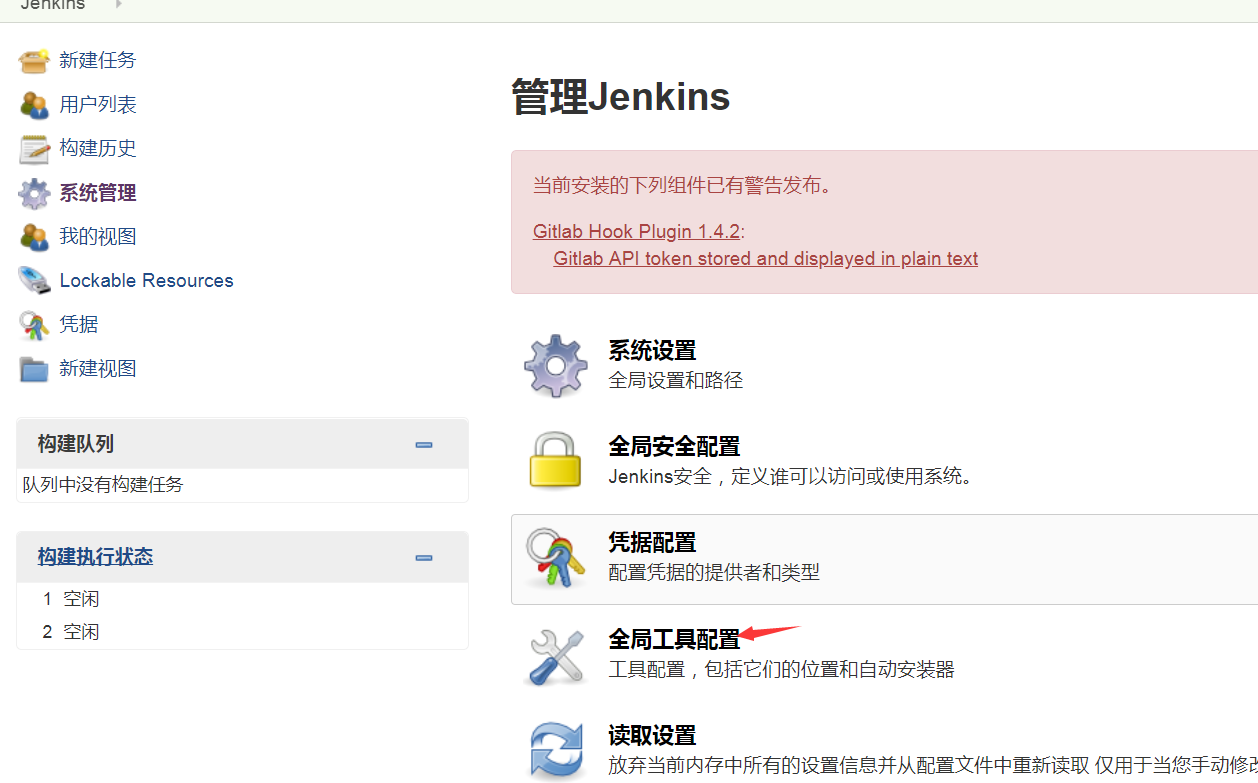 Jenkins
新建任务
用户列表
构建历史
系统管理
我的视图
Lockable Resources
凭据
新建视图
构建队列
队列中没有构建任务
构建执行状态
1 空闲
2 空闲
管理Jenkins
当前安装的下列组件已有警告发布。
Gitlab Hook Plugin 1.4.2:
Gitlab API token stored and displayed in plain text
系统设置
全局设置和路径
全局安全配置
Jenkins安全，定义谁可以访问或使用系统。
凭据配置
配置凭据的提供者和类型
全局工具配置
工具配置，包括它们的位置和自动安装器
读取设置
放弃当前内存中所有的设置信息并从配置文件中重新读取 仅用于当您手动修改